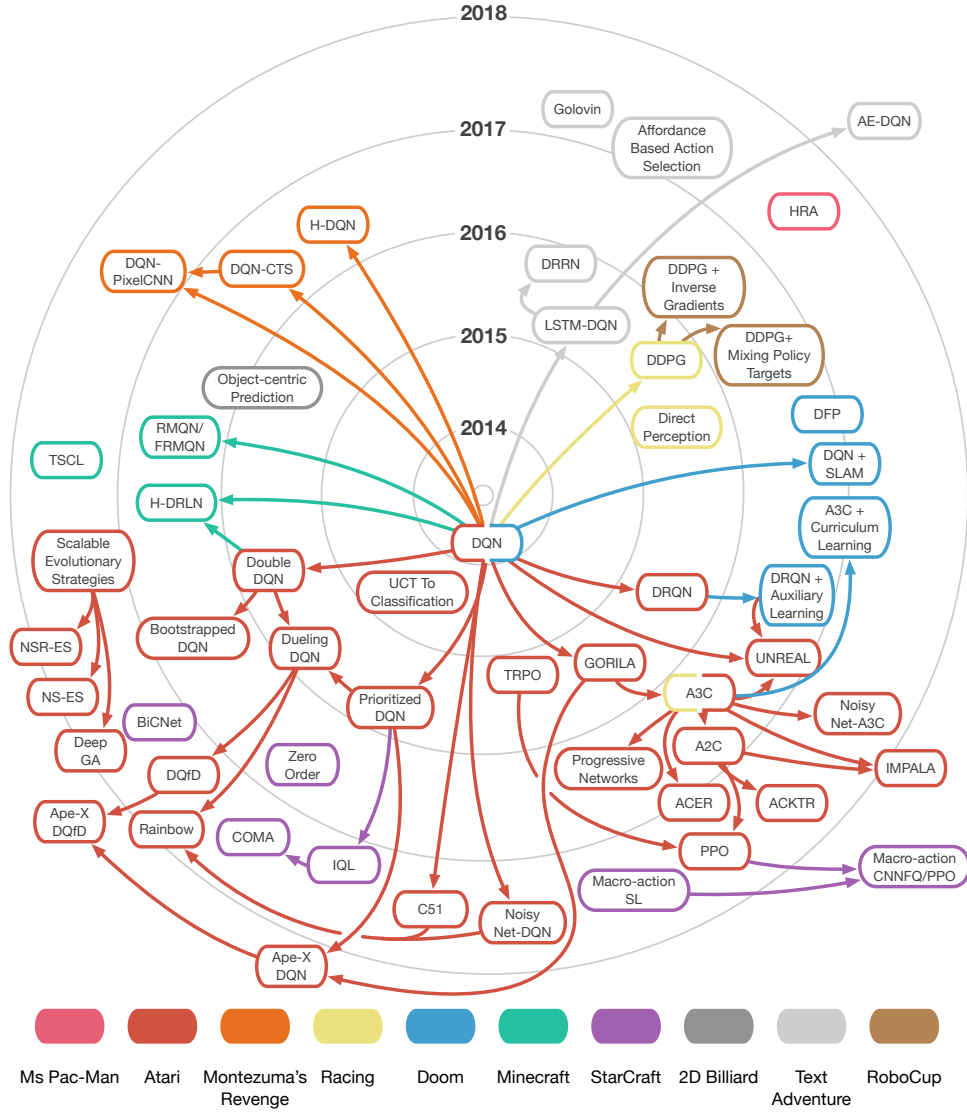 2018
Golovin
2017
AE-DQN
Affordance
Based Action
Selection
HRA
H-DQN
2016
DQN-
PixelCNN
DQN-CTS
DRRN
DDPG +
Inverse
Gradients
LSTM-DQN
2015
DDPG
DDPG+
Mixing Policy
Targets
Object-centric
Prediction
DFP
Direct
Perception
RMQN/
FRMQN
2014
TSCL
DQN +
SLAM
H-DRLN
A3C +
Curriculum
Learning
Scalable
Evolutionary
Strategies
DQN
Double
DQN
UCT To
Classification
DRQN
DRQN +
Auxiliary
Learning
Bootstrapped
DQN
NSR-ES
Dueling
DQN
GORILA
UNREAL
TRPO
NS-ES
Prioritized
DQN
A3C
Noisy
Net-A3C
BiCNet
Deep
GA
A2C
Zero
Order
Progressive
Networks
IMPALA
DQfD
ACER
ACKTR
Ape-X
DQfD
Rainbow
COMA
IQL
PPO
Macro-action
CNNFQ/PPO
Macro-action
SL
C51
Noisy
Net-DQN
Ape-X
DQN
Ms Pac-Man
Atari
Montezuma's
Revenge
Racing
Doom
Minecraft
StarCraft
2D Billiard
Text
Adventure
RoboCup